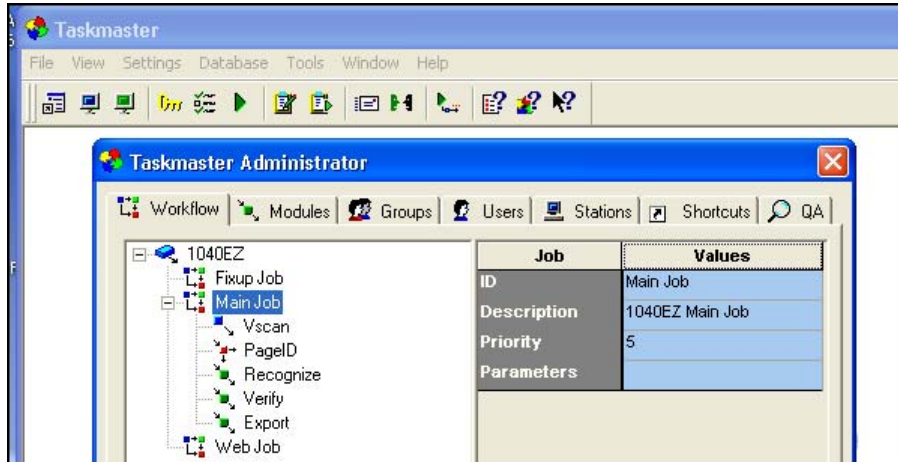 Taskmaster
File View Settings Database Tools Window Help
Taskmaster Administrator
Workflow Modules Groups Users Stations Shortcuts QA
1040EZ
Fixup Job
Main Job
Vscan
PageID
Recognize
Verify
Export
Web Job
Job Values
ID Main Job
Description 1040EZ Main Job
Priority 5
Parameters